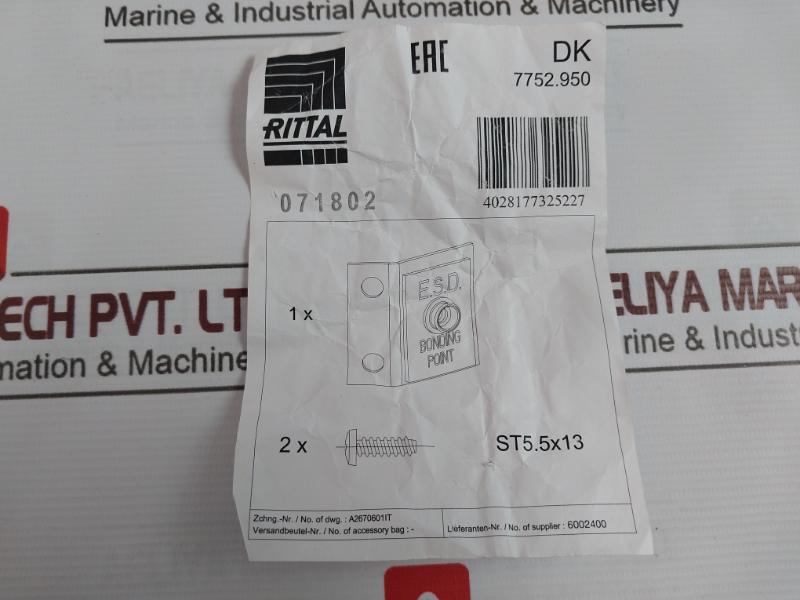 Marine & Industrial Automation & Machinery
RITTAL
EAC
DK
7752.950
4028177325227
071802
1 x
E.S.D.
BONDING
POINT
2 x
ST5.5x13
Zchng.-Nr. / No. of dwg. : A2670601IT
Versandbeutel-Nr. / No. of accessory bag : -
Lieferanten-Nr. / No. of supplier : 6002400
ECH PVT. LT
mation & Machine
ELIYA MAR
rine & Indust